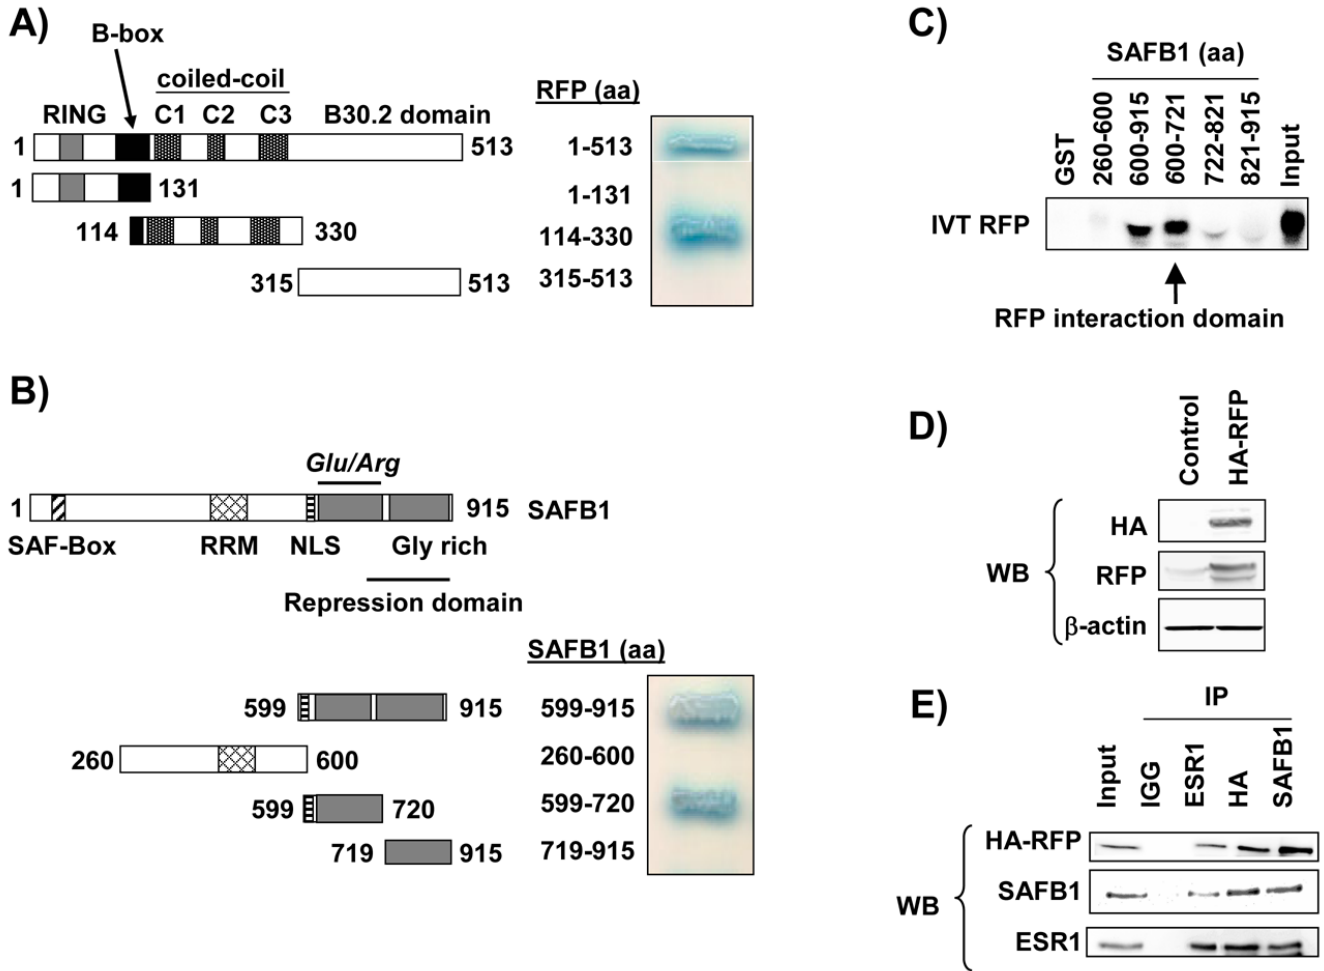 A)
B-box
coiled-coil
RING C1 C2 C3 B30.2 domain
RFP (aa)
1 513 1-513
1 131 1-131
114 330 114-330
315 513 315-513
B)
Glu/Arg
1 915 SAFB1
SAF-Box RRM NLS Gly rich
Repression domain
SAFB1 (aa)
599 915 599-915
260 600 260-600
599 720 599-720
719 915 719-915
C)
SAFB1 (aa)
GST 260-600 600-915 600-721 722-821 821-915 Input
IVT RFP
RFP interaction domain
D)
Control HA-RFP
WB
HA
RFP
β-actin
E)
IP
Input IGG ESR1 HA SAFB1
WB
HA-RFP
SAFB1
ESR1